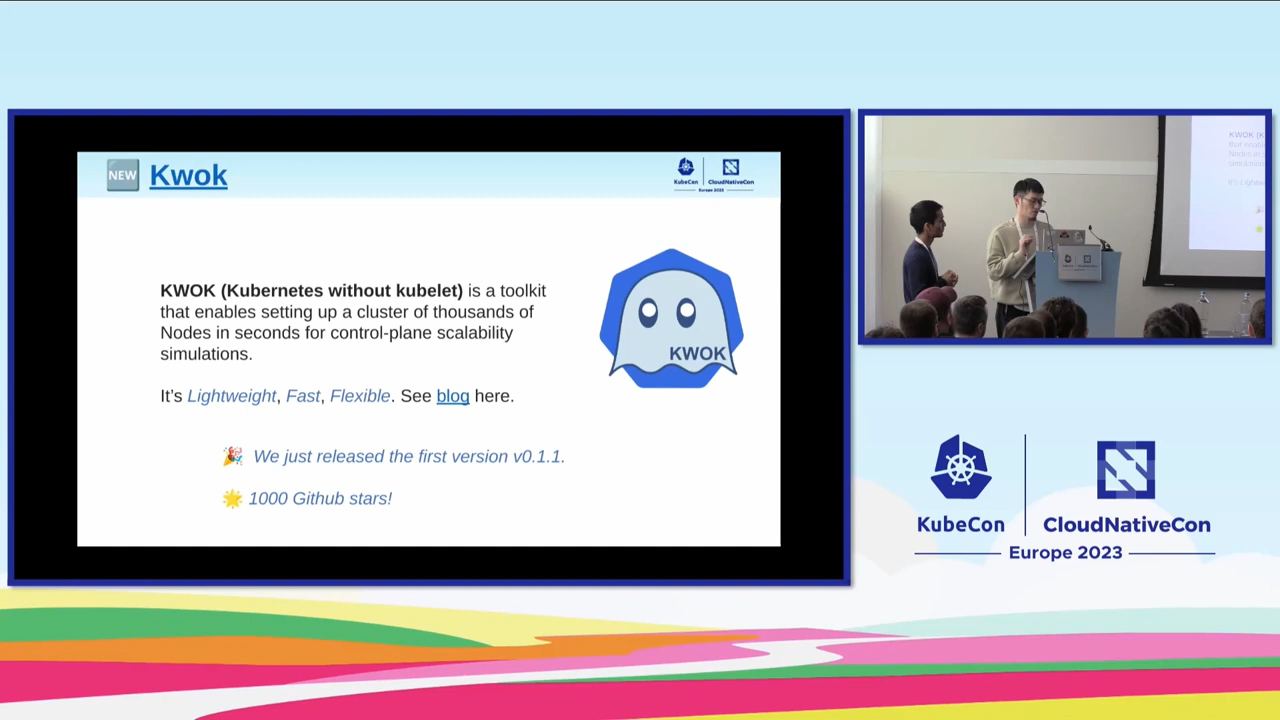 NEW Kwok
KubeCon CloudNativeCon
Europe 2023
KWOK (Kubernetes without kubelet) is a toolkit
that enables setting up a cluster of thousands of
Nodes in seconds for control-plane scalability
simulations.
KWOK
It's Lightweight, Fast, Flexible. See blog here.
🎉 We just released the first version v0.1.1.
🌟 1000 Github stars!
KubeCon CloudNativeCon
Europe 2023